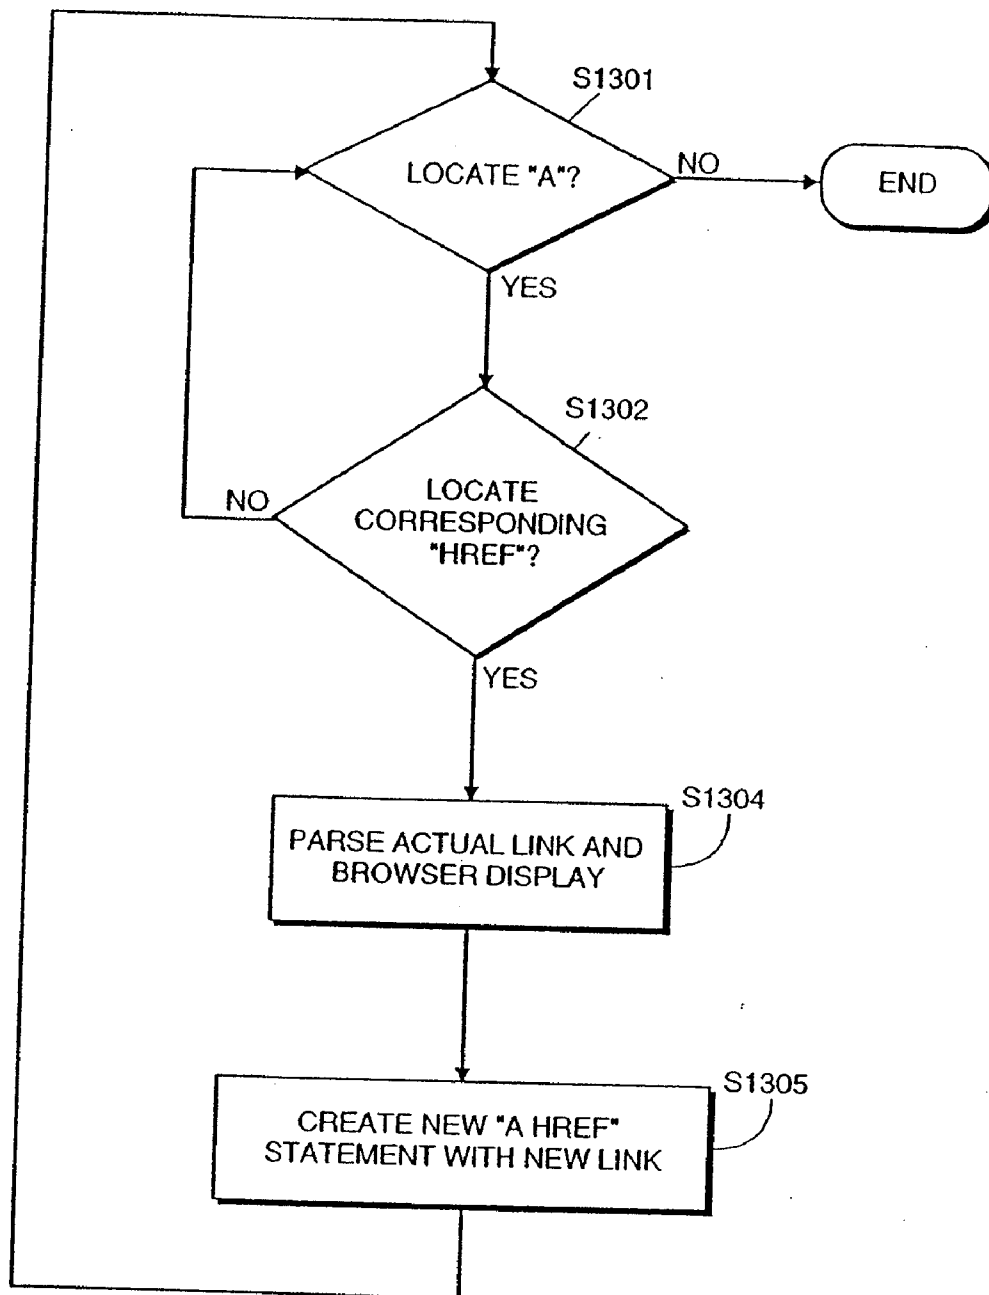 S1301
LOCATE "A"?
NO
END
YES
S1302
LOCATE
CORRESPONDING
"HREF"?
NO
YES
S1304
PARSE ACTUAL LINK AND
BROWSER DISPLAY
S1305
CREATE NEW "A HREF"
STATEMENT WITH NEW LINK